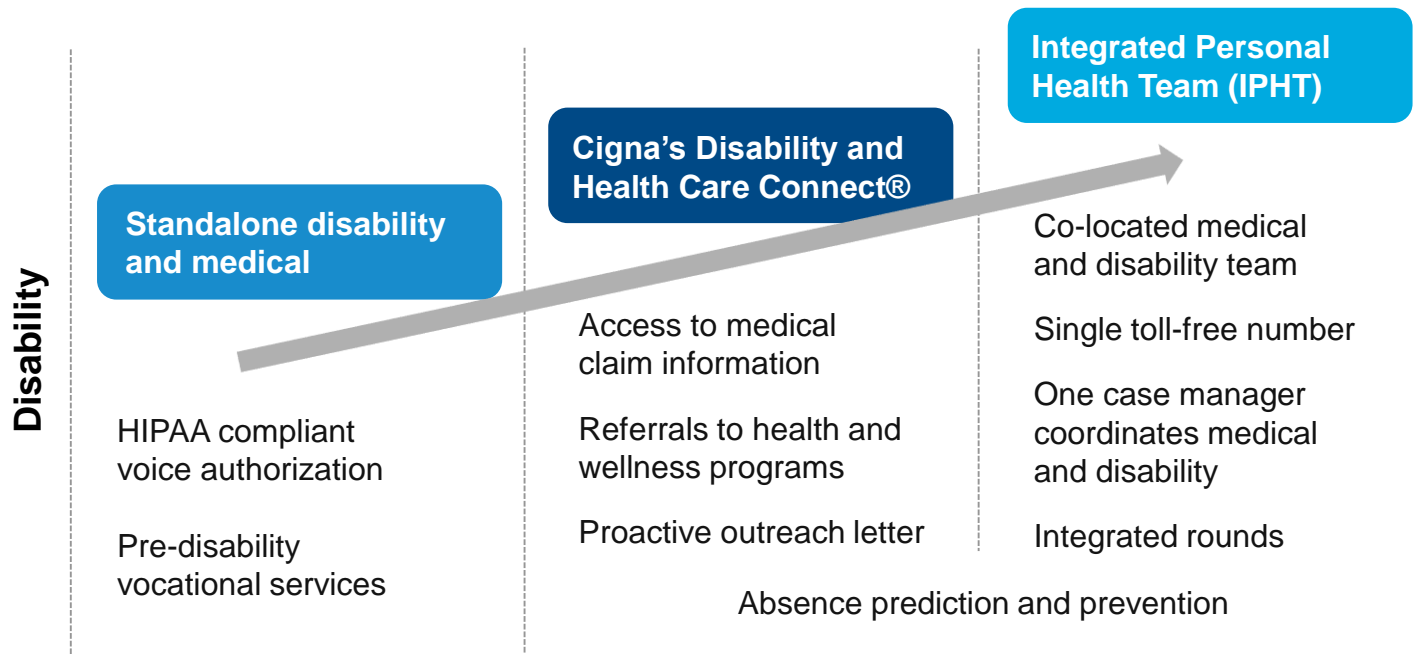 Disability
Standalone disability
and medical
HIPAA compliant
voice authorization
Pre-disability
vocational services
Cigna’s Disability and
Health Care Connect®
Access to medical
claim information
Referrals to health and
wellness programs
Proactive outreach letter
Integrated Personal
Health Team (IPHT)
Co-located medical
and disability team
Single toll-free number
One case manager
coordinates medical
and disability
Integrated rounds
Absence prediction and prevention